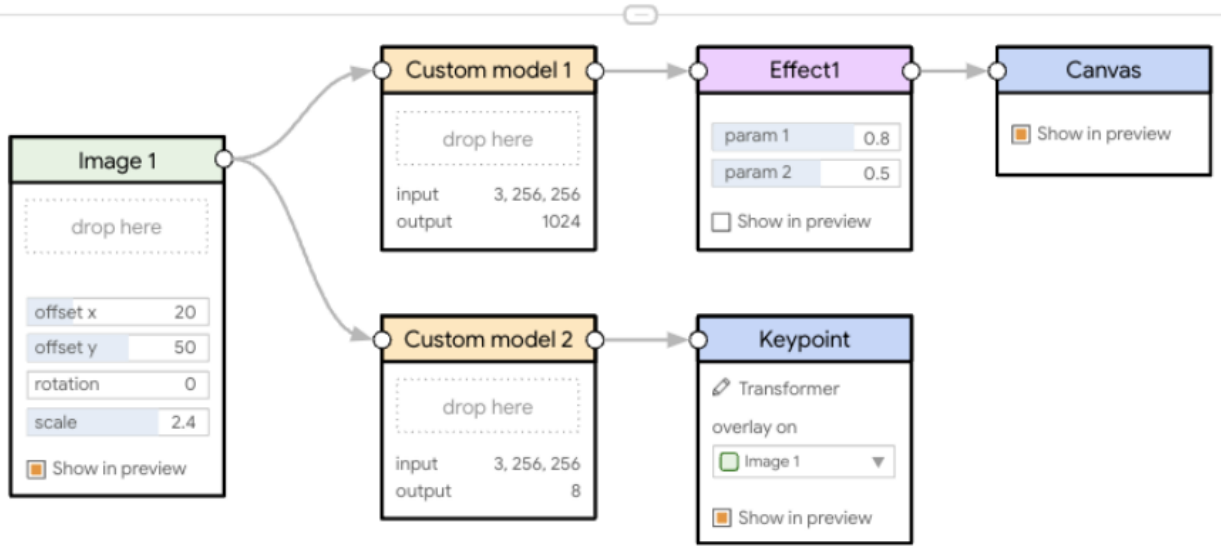 Image 1
drop here
offset x 20
offset y 50
rotation 0
scale 2.4
Show in preview
Custom model 1
drop here
input 3, 256, 256
output 1024
Effect1
param 1 0.8
param 2 0.5
Show in preview
Canvas
Show in preview
Custom model 2
drop here
input 3, 256, 256
output 8
Keypoint
Transformer
overlay on
Image 1
Show in preview